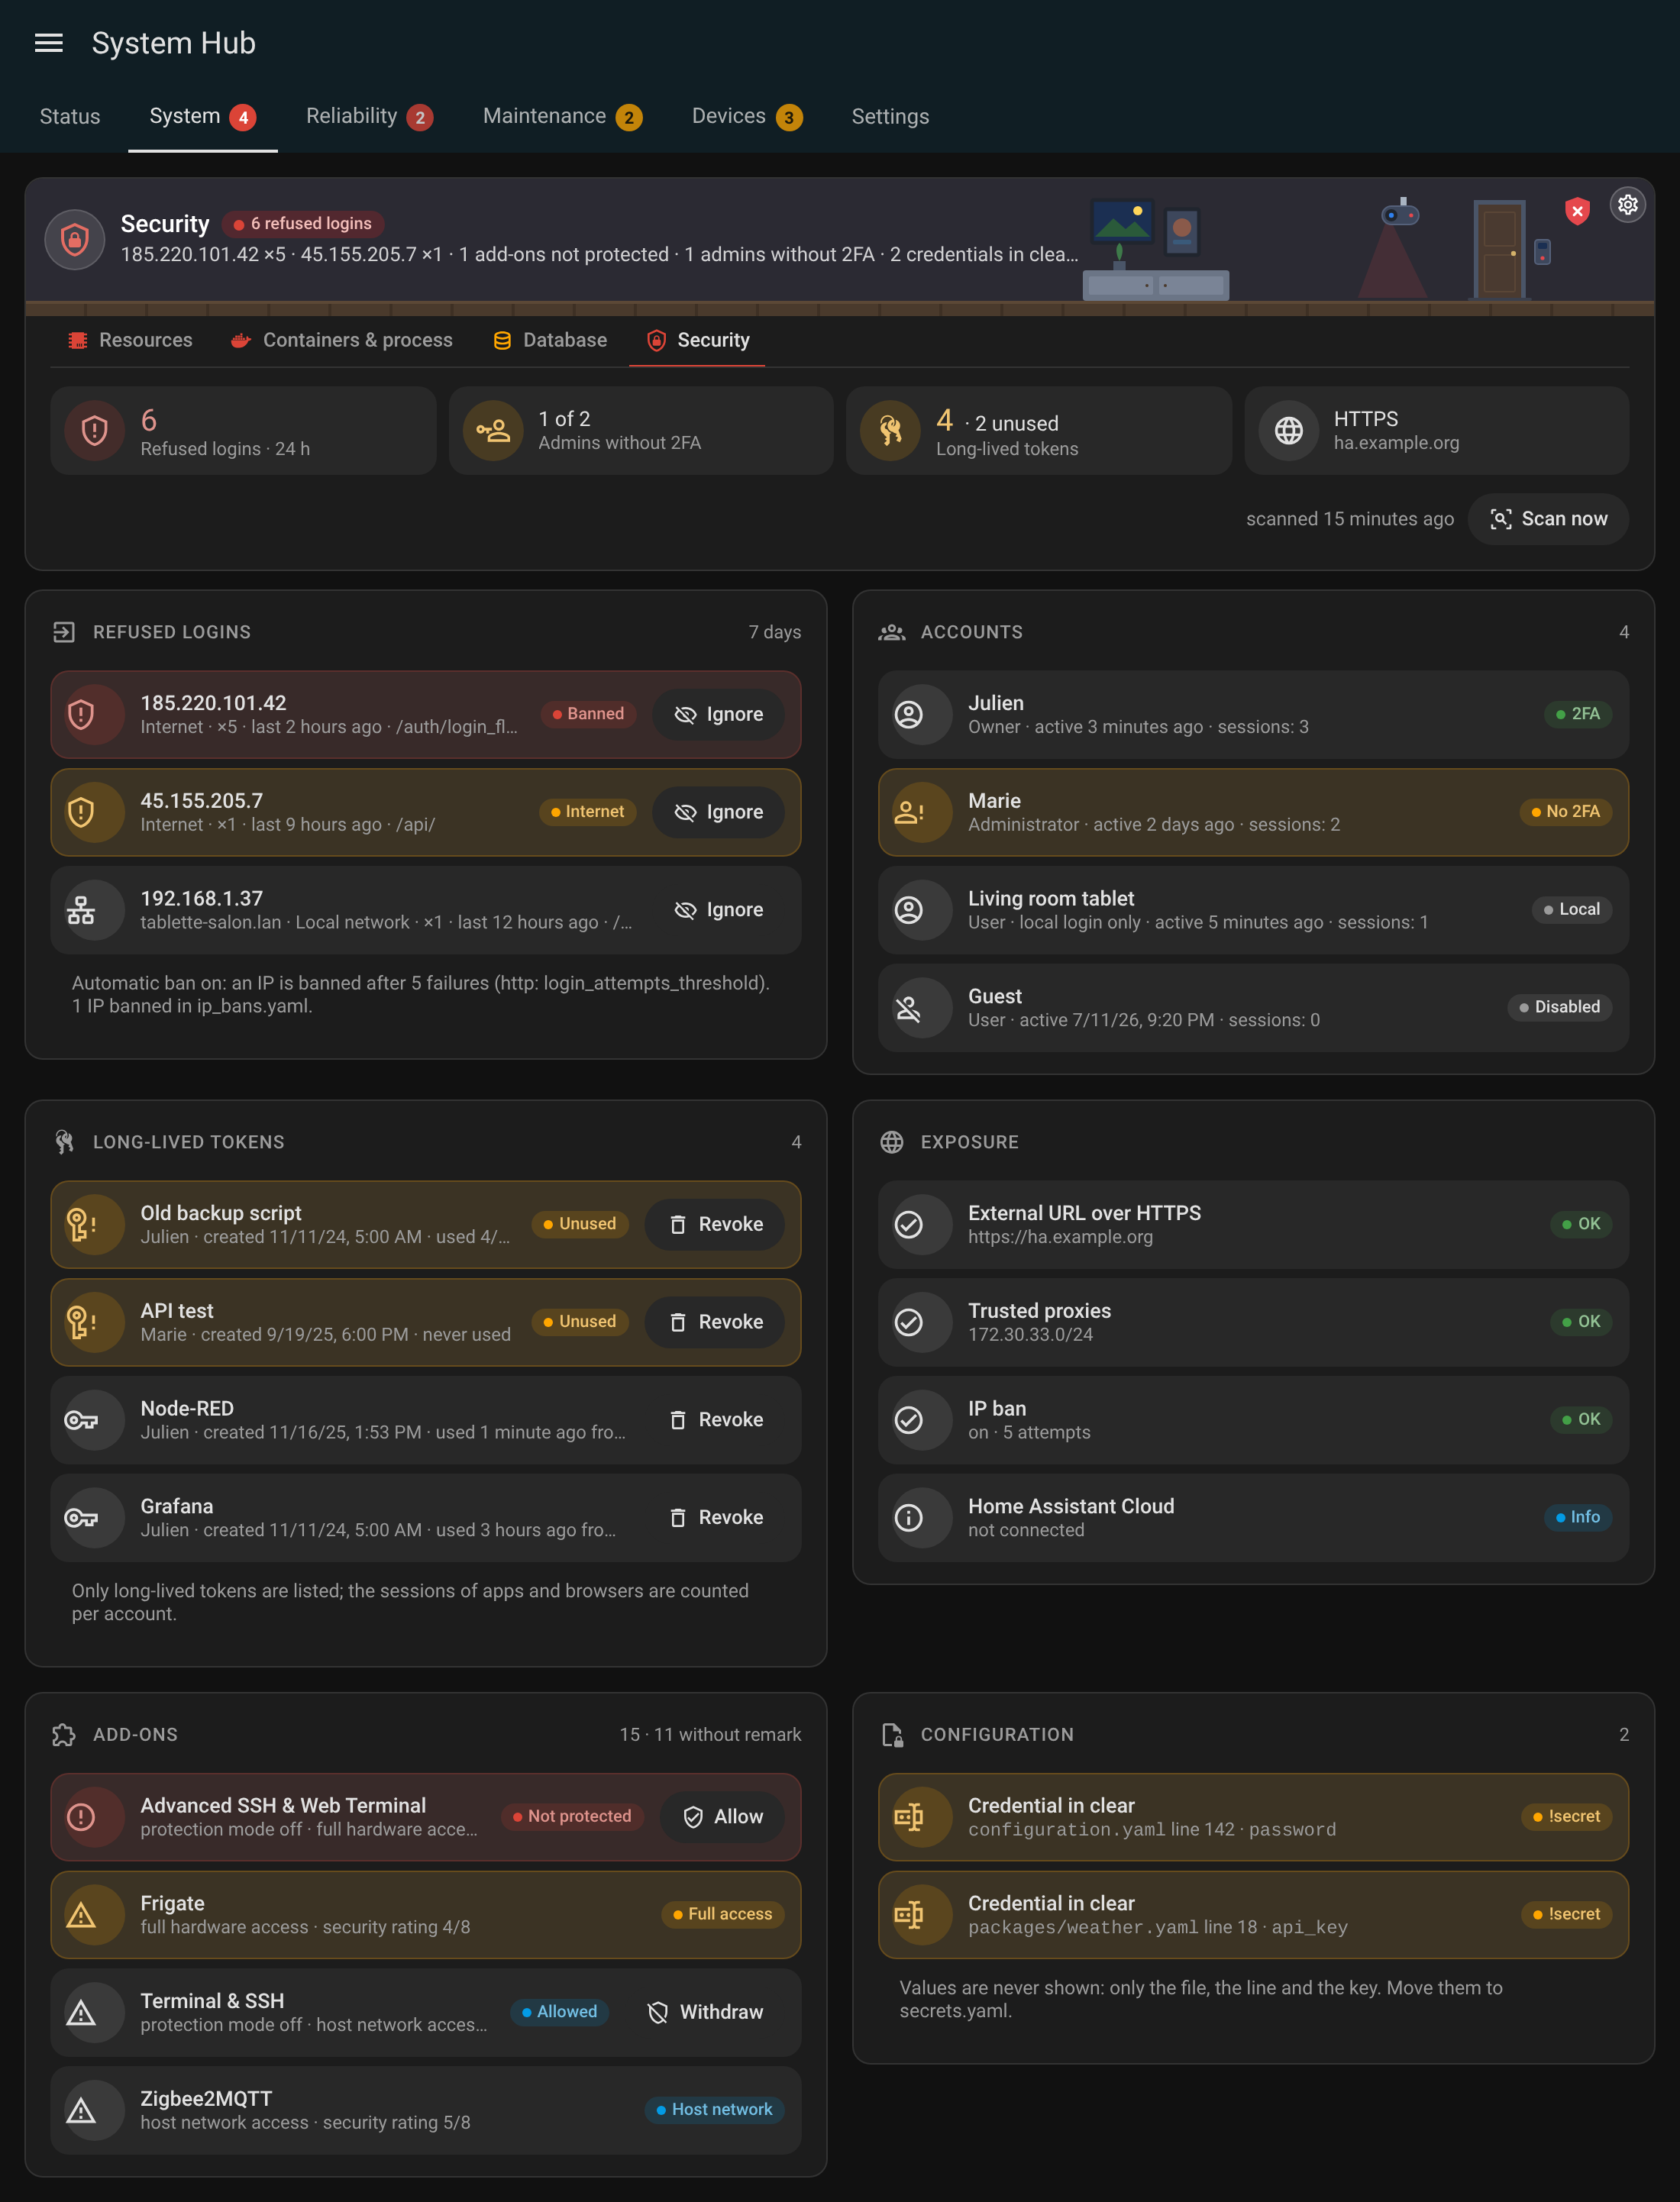 System Hub
Status
System 4
Reliability 2
Maintenance 2
Devices 3
Settings
Security 6 refused logins
185.220.101.42 ×5 · 45.155.205.7 ×1 · 1 add-ons not protected · 1 admins without 2FA · 2 credentials in clea...
Resources
Containers & process
Database
Security
6
Refused logins · 24 h
1 of 2
Admins without 2FA
4 · 2 unused
Long-lived tokens
HTTPS
ha.example.org
scanned 15 minutes ago
Scan now
REFUSED LOGINS
7 days
185.220.101.42
Internet · ×5 · last 2 hours ago · /auth/login_fl...
Banned
Ignore
45.155.205.7
Internet · ×1 · last 9 hours ago · /api/
Internet
Ignore
192.168.1.37
tablette-salon.lan · Local network · ×1 · last 12 hours ago · /...
Ignore
Automatic ban on: an IP is banned after 5 failures (http: login_attempts_threshold).
1 IP banned in ip_bans.yaml.
ACCOUNTS
4
Julien
Owner · active 3 minutes ago · sessions: 3
2FA
Marie
Administrator · active 2 days ago · sessions: 2
No 2FA
Living room tablet
User · local login only · active 5 minutes ago · sessions: 1
Local
Guest
User · active 7/11/26, 9:20 PM · sessions: 0
Disabled
LONG-LIVED TOKENS
4
Old backup script
Julien · created 11/11/24, 5:00 AM · used 4/...
Unused
Revoke
API test
Marie · created 9/19/25, 6:00 PM · never used
Unused
Revoke
Node-RED
Julien · created 11/16/25, 1:53 PM · used 1 minute ago fro...
Revoke
Grafana
Julien · created 11/11/24, 5:00 AM · used 3 hours ago fro...
Revoke
Only long-lived tokens are listed; the sessions of apps and browsers are counted
per account.
EXPOSURE
External URL over HTTPS
https://ha.example.org
OK
Trusted proxies
172.30.33.0/24
OK
IP ban
on · 5 attempts
OK
Home Assistant Cloud
not connected
Info
ADD-ONS
15 · 11 without remark
Advanced SSH & Web Terminal
protection mode off · full hardware acce...
Not protected
Allow
Frigate
full hardware access · security rating 4/8
Full access
Terminal & SSH
protection mode off · host network acces...
Allowed
Withdraw
Zigbee2MQTT
host network access · security rating 5/8
Host network
CONFIGURATION
2
Credential in clear
configuration.yaml line 142 · password
!secret
Credential in clear
packages/weather.yaml line 18 · api_key
!secret
Values are never shown: only the file, the line and the key. Move them to
secrets.yaml.